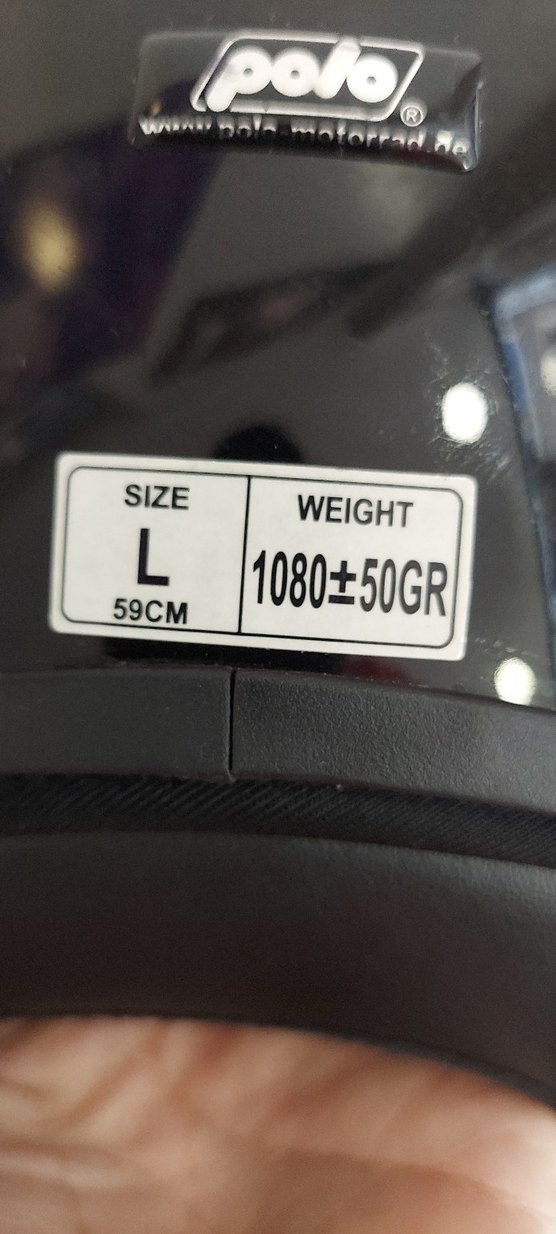 polo
®
www.polo-motorrad.de
SIZE
L
59CM
WEIGHT
1080±50GR